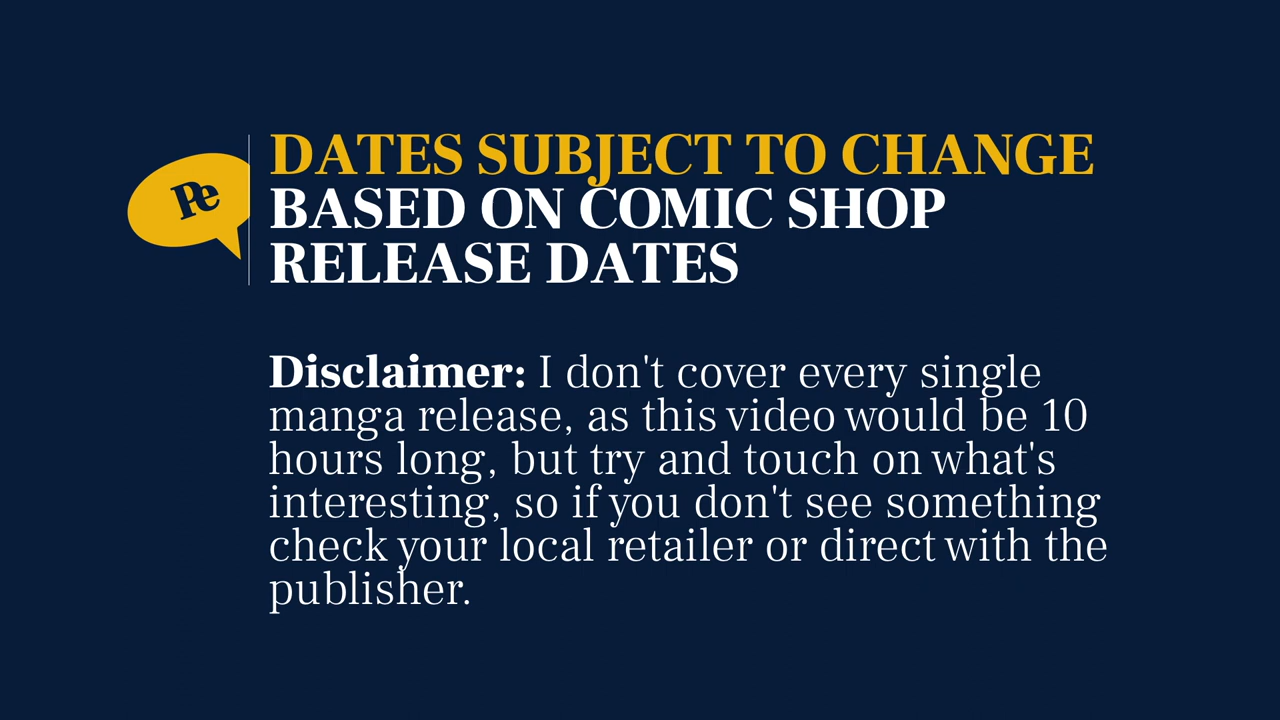 Pe
DATES SUBJECT TO CHANGE
BASED ON COMIC SHOP
RELEASE DATES
Disclaimer: I don't cover every single
manga release, as this video would be 10
hours long, but try and touch on what's
interesting, so if you don't see something
check your local retailer or direct with the
publisher.